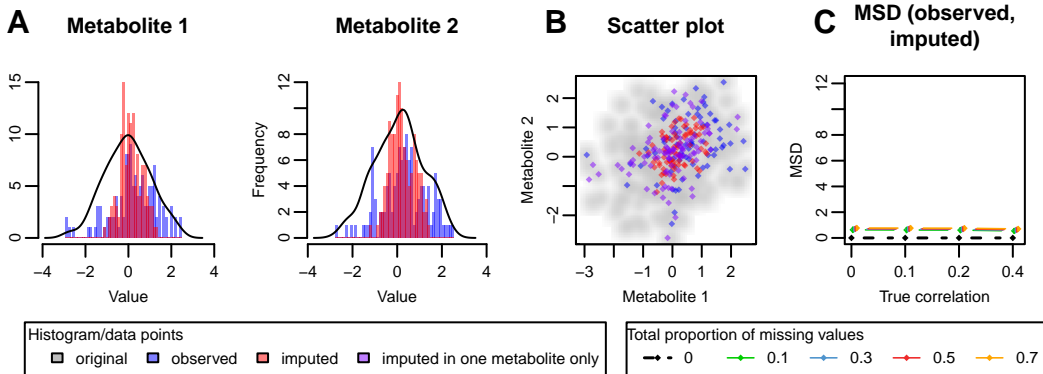 A
Metabolite 1
Metabolite 2
B
Scatter plot
C
MSD (observed,
imputed)
15
10
5
0
−4
−2
0
2
4
Value
Frequency
12
8
6
4
2
0
−4
−2
0
2
4
Value
Metabolite 2
2
1
0
−2
−3
−1
0
1
2
Metabolite 1
MSD
12
8
6
4
2
0
0
0.1
0.2
0.4
True correlation
Histogram/data points
original
observed
imputed
imputed in one metabolite only
Total proportion of missing values
0
0.1
0.3
0.5
0.7